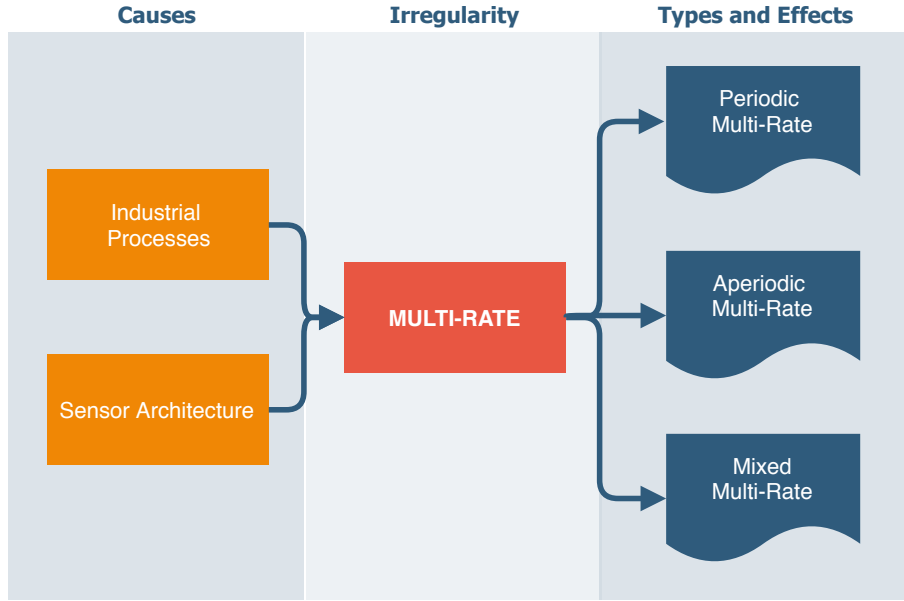 Causes
Irregularity
Types and Effects
Industrial
Processes
Sensor Architecture
MULTI-RATE
Periodic
Multi-Rate
Aperiodic
Multi-Rate
Mixed
Multi-Rate